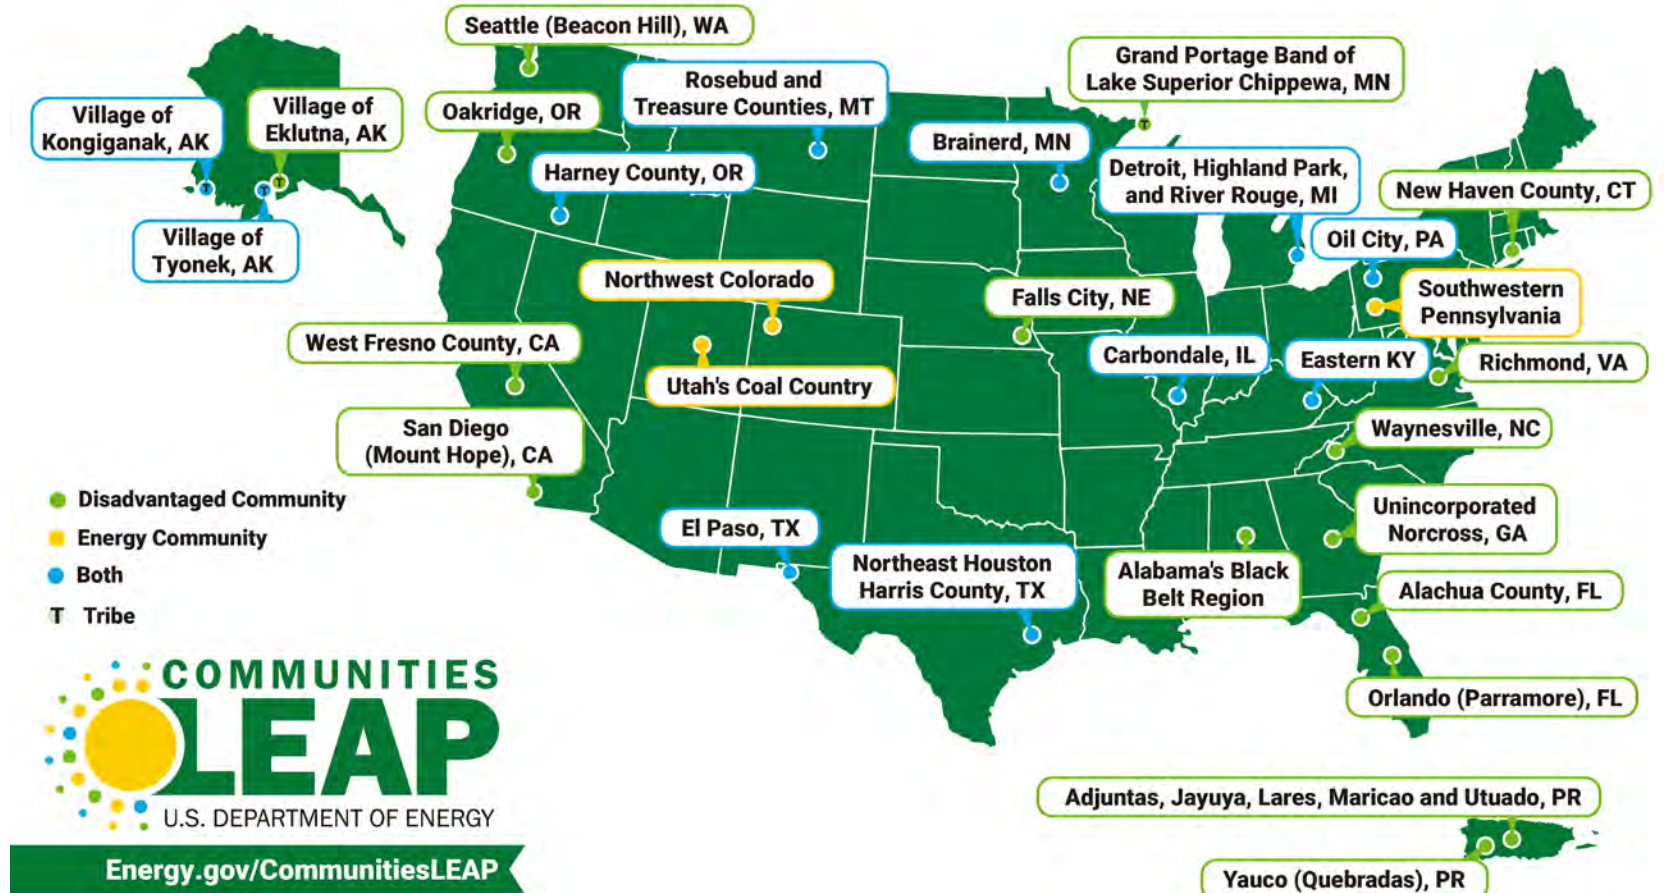 Seattle (Beacon Hill), WA
Grand Portage Band of
Lake Superior Chippewa, MN
Rosebud and
Treasure Counties, MT
Village of
Kongiganak, AK
Village of
Eklutna, AK
Oakridge, OR
Brainerd, MN
Harney County, OR
Detroit, Highland Park,
and River Rouge, MI
New Haven County, CT
T
T
T
T
Village of
Tyonek, AK
Oil City, PA
Northwest Colorado
Falls City, NE
Southwestern
Pennsylvania
West Fresno County, CA
Carbondale, IL
Eastern KY
Richmond, VA
Utah's Coal Country
San Diego
(Mount Hope), CA
Waynesville, NC
Disadvantaged Community
Energy Community
Both
T Tribe
El Paso, TX
Northeast Houston
Harris County, TX
Unincorporated
Norcross, GA
Alabama's Black
Belt Region
Alachua County, FL
Orlando (Parramore), FL
COMMUNITIES
LEAP
U.S. DEPARTMENT OF ENERGY
Energy.gov/CommunitiesLEAP
Adjuntas, Jayuya, Lares, Maricao and Utuado, PR
Yauco (Quebradas), PR